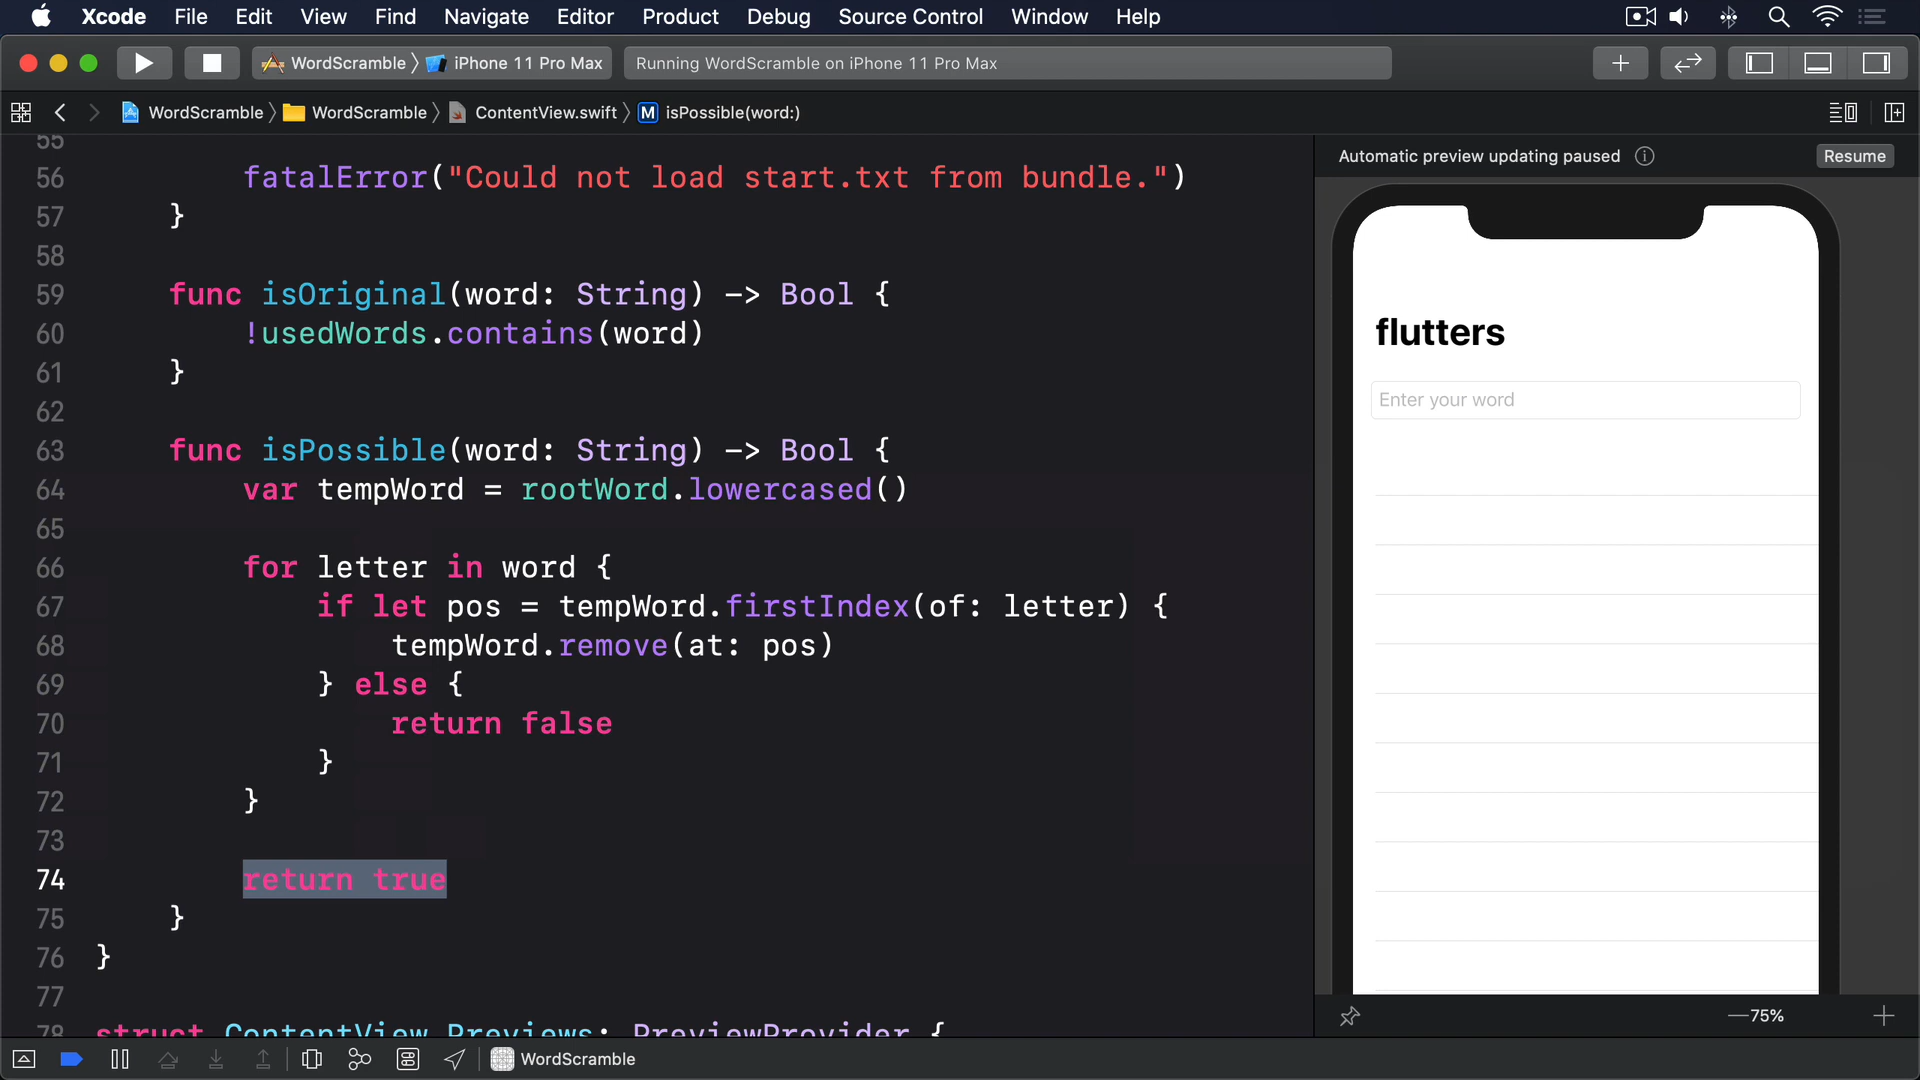 Xcode File Edit View Find Navigate Editor Product Debug Source Control Window Help
WordScramble iPhone 11 Pro Max Running WordScramble on iPhone 11 Pro Max
WordScramble WordScramble ContentView.swift M isPossible(word:)
55
56 fatalError("Could not load start.txt from bundle.")
57 }
58
59 func isOriginal(word: String) -> Bool {
60 !usedWords.contains(word)
61 }
62
63 func isPossible(word: String) -> Bool {
64 var tempWord = rootWord.lowercased()
65
66 for letter in word {
67 if let pos = tempWord.firstIndex(of: letter) {
68 tempWord.remove(at: pos)
69 } else {
70 return false
71 }
72 }
73
74 return true
75 }
76 }
77
78 struct ContentView_Previews: PreviewProvider {
Automatic preview updating paused Resume
flutters
Enter your word
75%
WordScramble